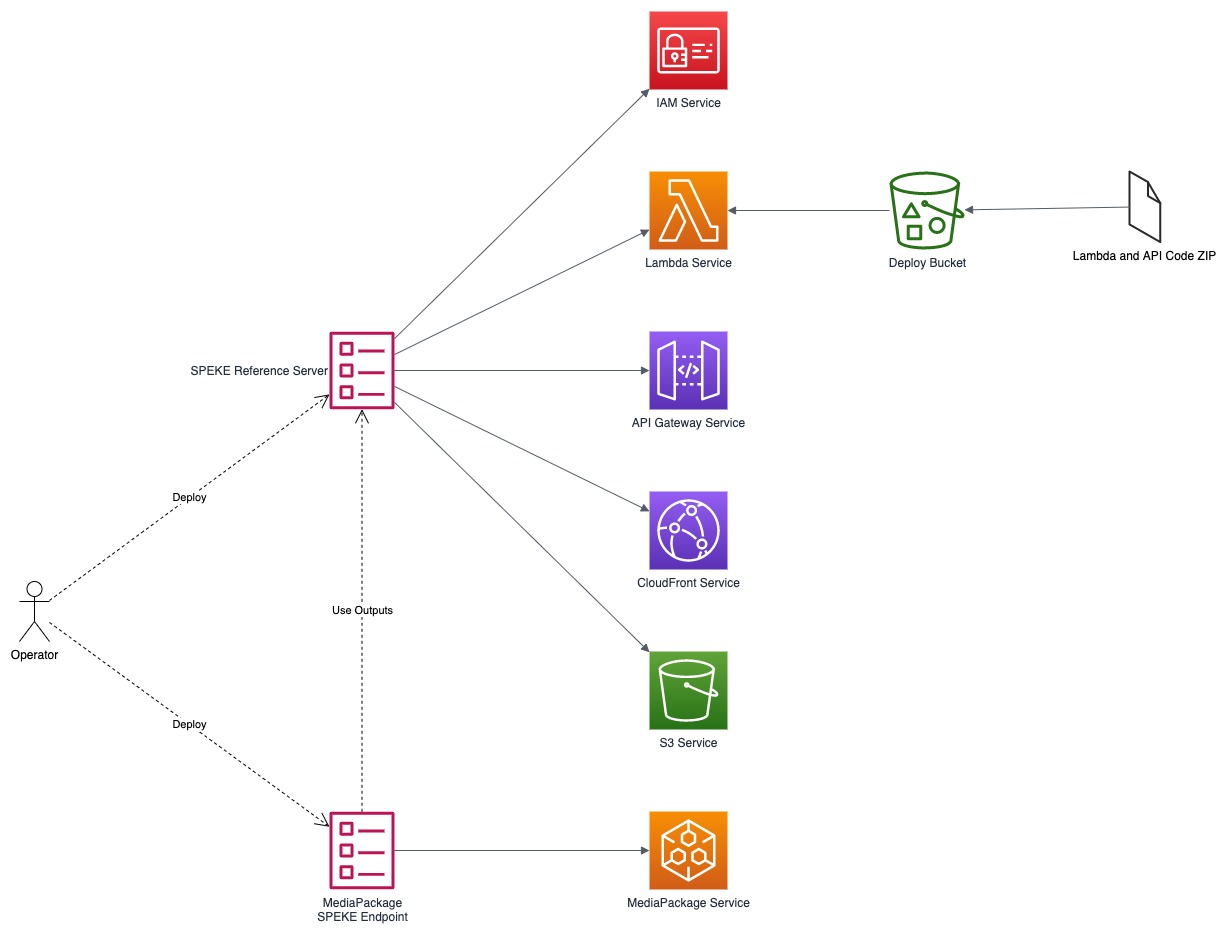 IAM Service
Lambda Service
Deploy Bucket
Lambda and API Code ZIP
SPEKE Reference Server
</>
API Gateway Service
Deploy
CloudFront Service
Use Outputs
Operator
Deploy
S3 Service
MediaPackage
SPEKE Endpoint
MediaPackage Service